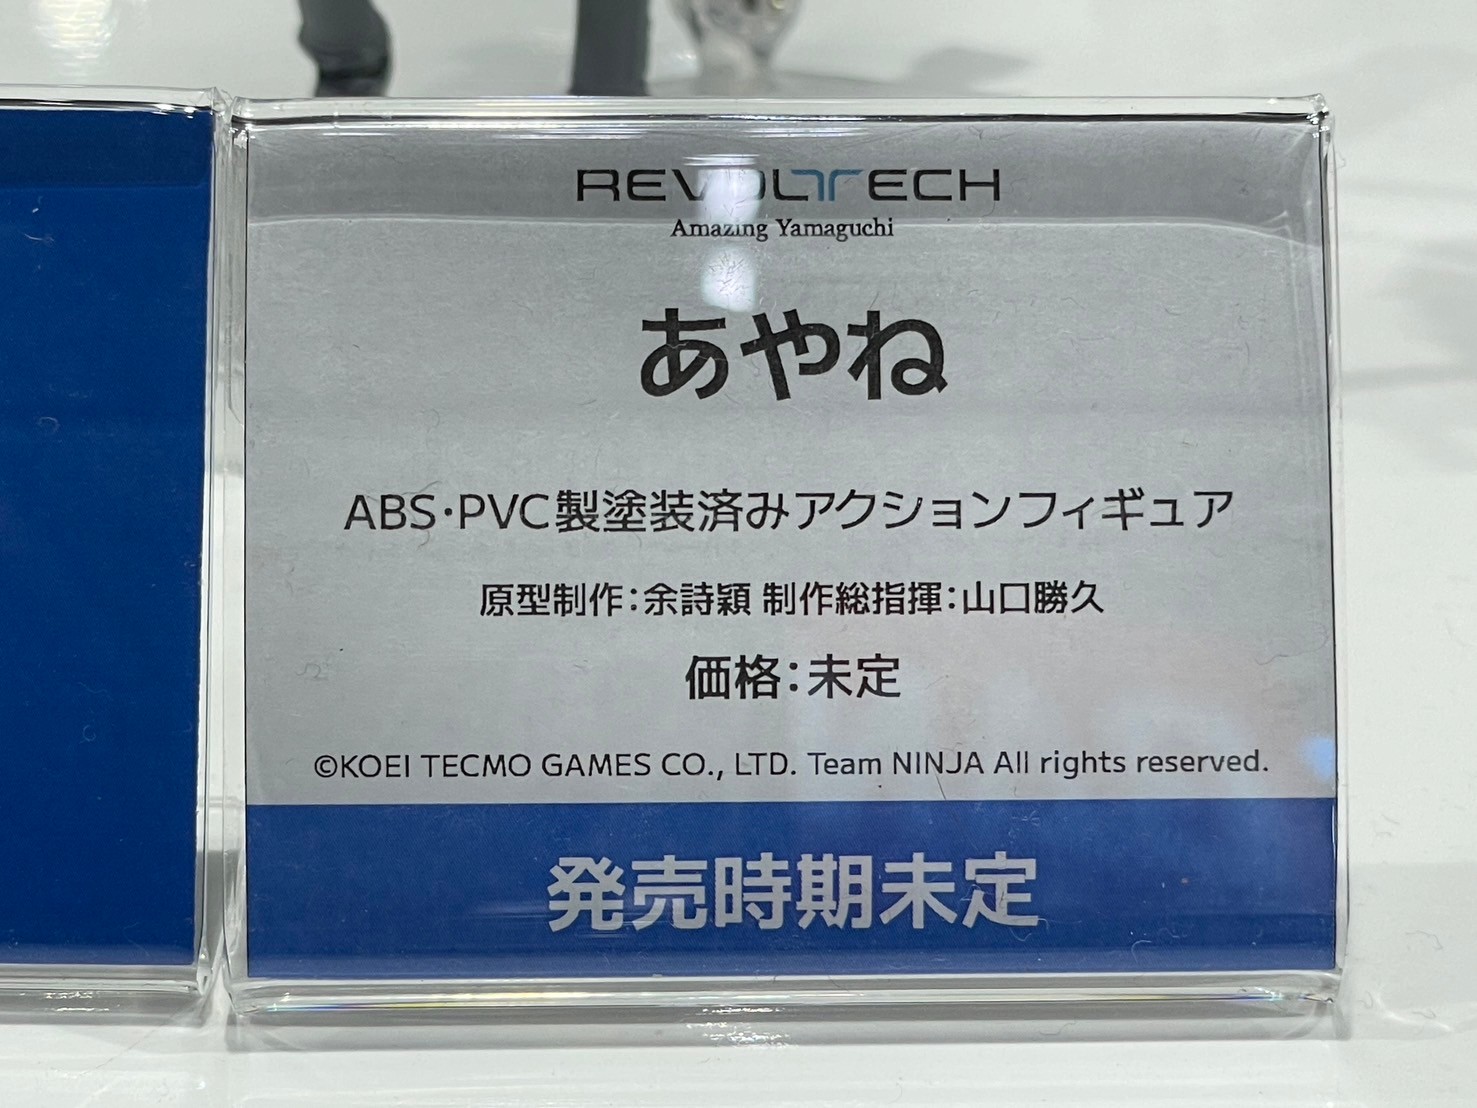 REVOLTECH
Amazing Yamaguchi
あやね
ABS･PVC製塗装済みアクションフィギュア
原型制作：余詩穎 制作総指揮：山口勝久
価格：未定
©KOEI TECMO GAMES CO., LTD. Team NINJA All rights reserved.
発売時期未定